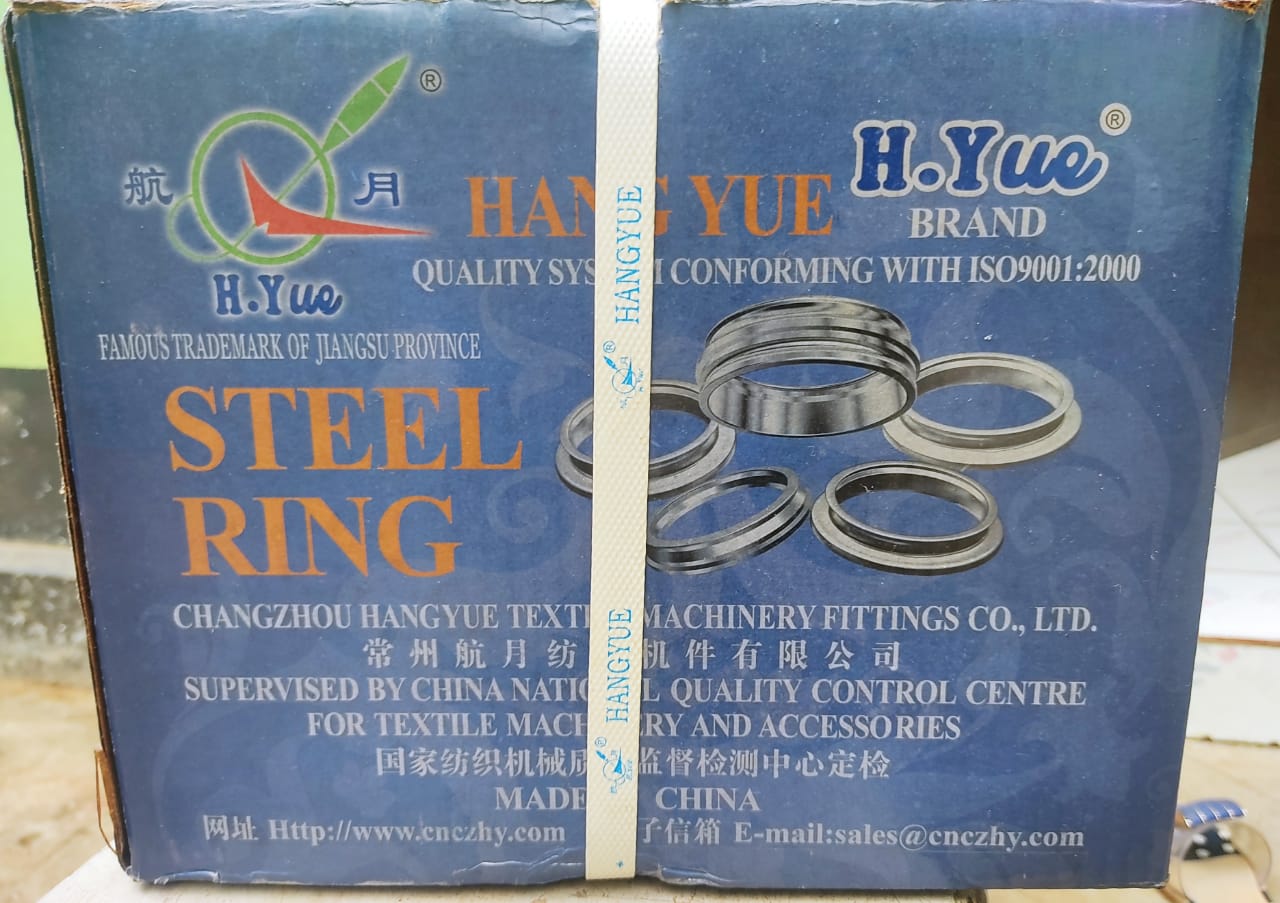 ®
航 月
H.Yue
FAMOUS TRADEMARK OF JIANGSU PROVINCE
HANG YUE
H.Yue ®
BRAND
QUALITY SYS M CONFORMING WITH ISO9001:2000
STEEL
RING
CHANGZHOU HANGYUE TEXTI MACHINERY FITTINGS CO., LTD.
常州航月纺 机件有限公司
SUPERVISED BY CHINA NATIO L QUALITY CONTROL CENTRE
FOR TEXTILE MACH ERY AND ACCESSORIES
国家纺织机械质 监督检测中心定检
MADE CHINA
网址 Http://www.cnczhy.com 子信箱 E-mail:sales@cnczhy.com
HANGYUE
HANGYUE